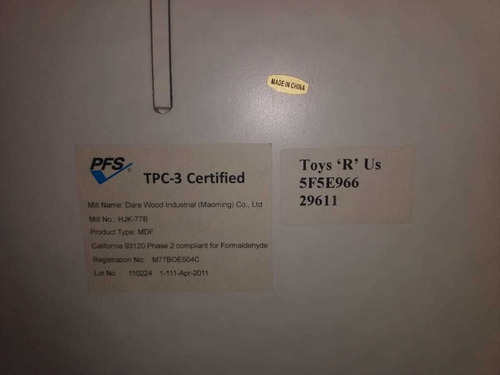 MADE IN CHINA
PFS
TPC-3 Certified
Mill Name: Dare Wood Industrial (Maoming) Co., Ltd
Mill No.: HJK-77B
Product Type: MDF
California 93120 Phase 2 compliant for Formaldehyde
Registration No: M77BOE504C
Lot No : 110224 1-111-Apr-2011
Toys ‘R’ Us
5F5E966
29611